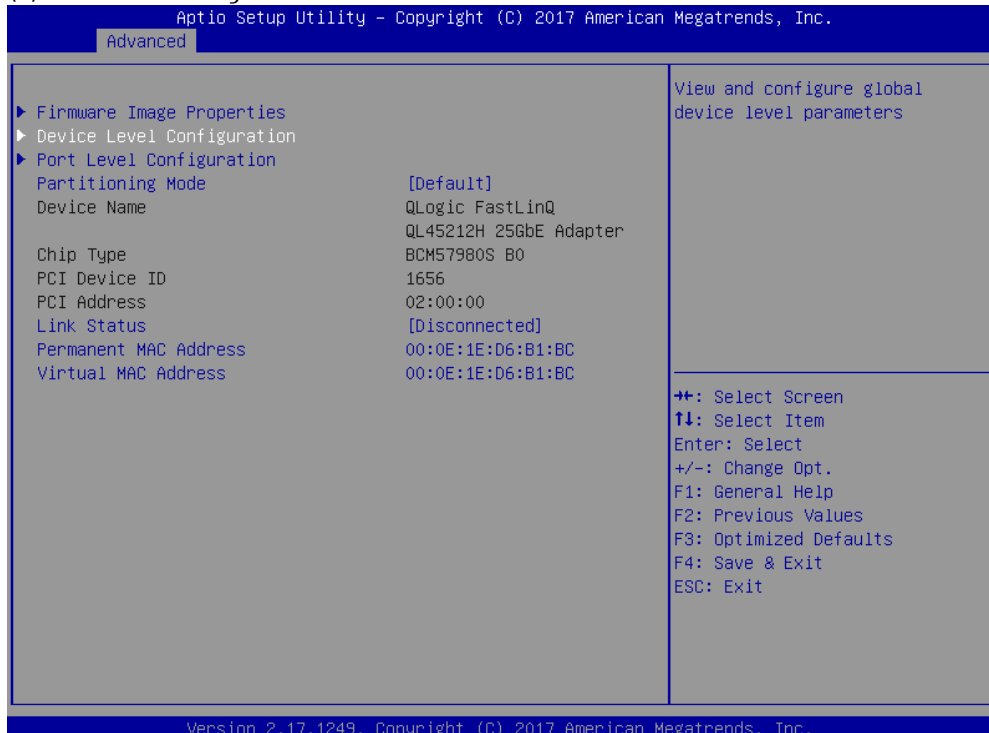 Aptio Setup Utility – Copyright (C) 2017 American Megatrends, Inc.
Advanced
▶ Firmware Image Properties
▶ Device Level Configuration
▶ Port Level Configuration
Partitioning Mode [Default]
Device Name QLogic FastLinQ
QL45212H 25GbE Adapter
Chip Type BCM57980S B0
PCI Device ID 1656
PCI Address 02:00:00
Link Status [Disconnected]
Permanent MAC Address 00:0E:1E:D6:B1:BC
Virtual MAC Address 00:0E:1E:D6:B1:BC
View and configure global
device level parameters
→←: Select Screen
↑↓: Select Item
Enter: Select
+/-: Change Opt.
F1: General Help
F2: Previous Values
F3: Optimized Defaults
F4: Save & Exit
ESC: Exit
Version 2.17.1249. Copyright (C) 2017 American Megatrends, Inc.